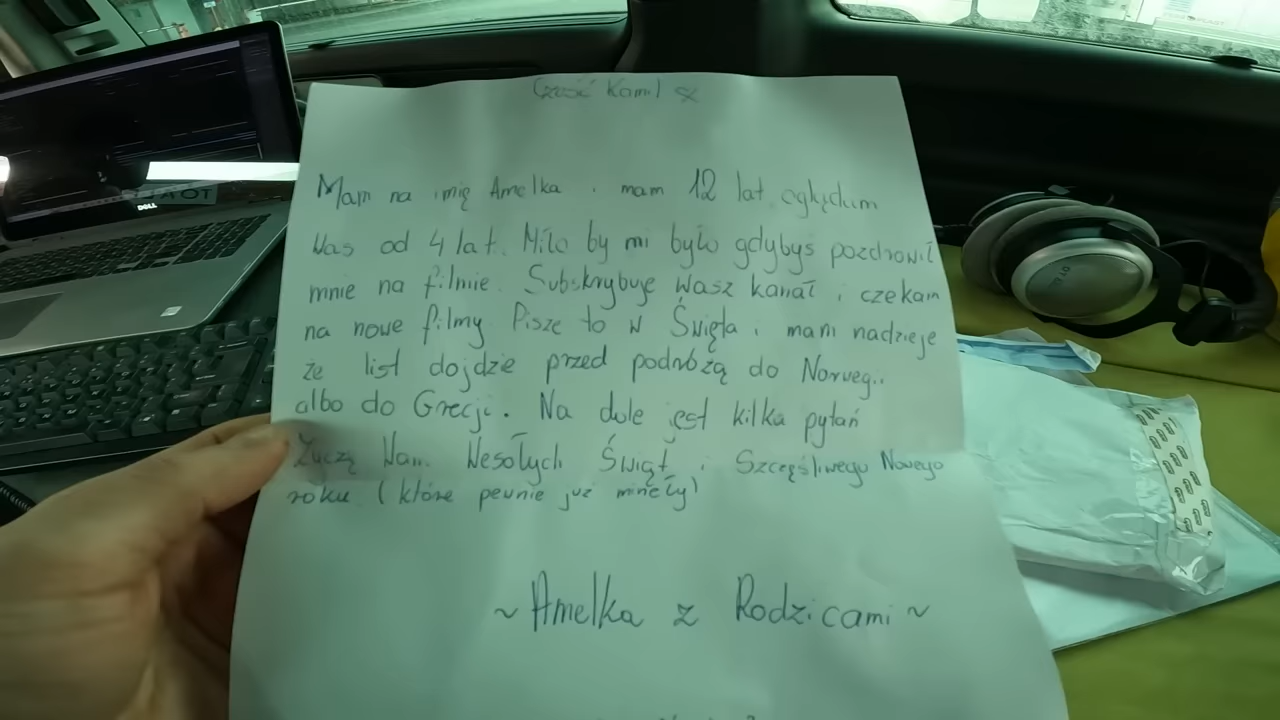 Cześć Kamil
Mam na imię Amelka i mam 12 lat oglądam
Was od 4 lat. Miło by mi było gdybyś pozdrowił
mnie na filmie. Subskrybuję Wasz kanał i czekam
na nowe filmy. Piszę to w Święta i mam nadzieję
że list dojdzie przed podróżą do Norwegii
albo do Grecji. Na dole jest kilka pytań
Życzę Wam Wesołych Świąt i Szczęśliwego Nowego
roku (które pewnie już minęły)
~Amelka z Rodzicami~
DELL